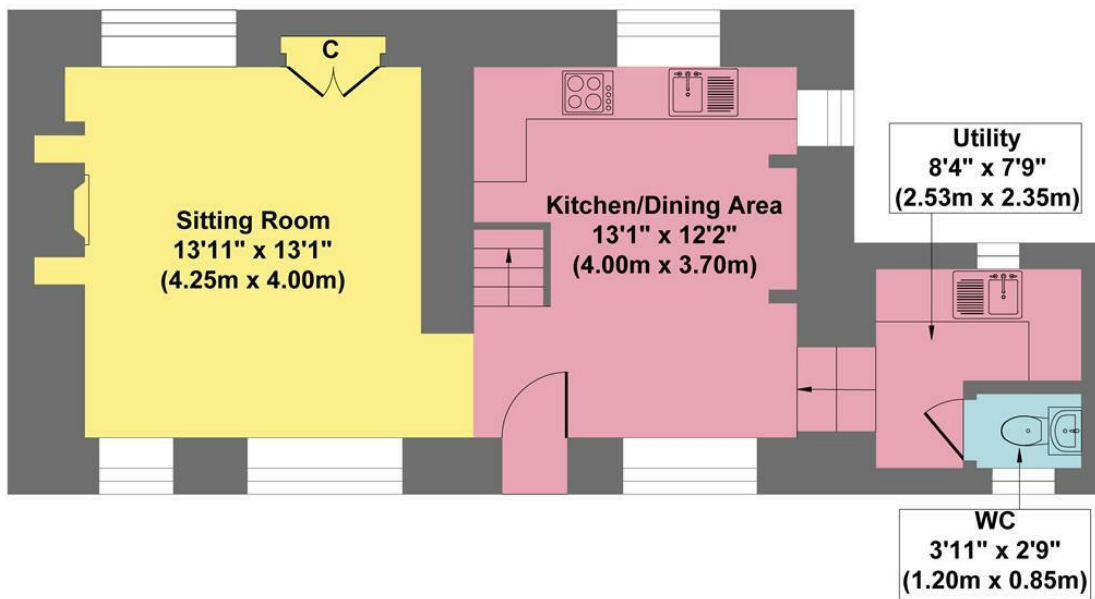 C
Sitting Room
13'11" x 13'1"
(4.25m x 4.00m)
Kitchen/Dining Area
13'1" x 12'2"
(4.00m x 3.70m)
Utility
8'4" x 7'9"
(2.53m x 2.35m)
WC
3'11" x 2'9"
(1.20m x 0.85m)